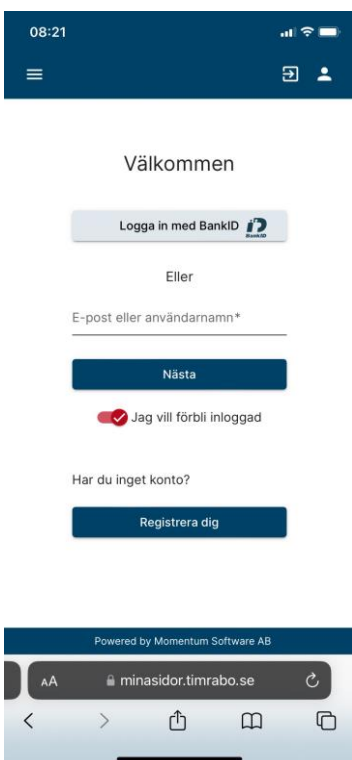 08:21
Välkommen
Logga in med BankID
BankID
Eller
E-post eller användarnamn*
Nästa
Jag vill förbli inloggad
Har du inget konto?
Registrera dig
Powered by Momentum Software AB
AA minasidor.timrabo.se